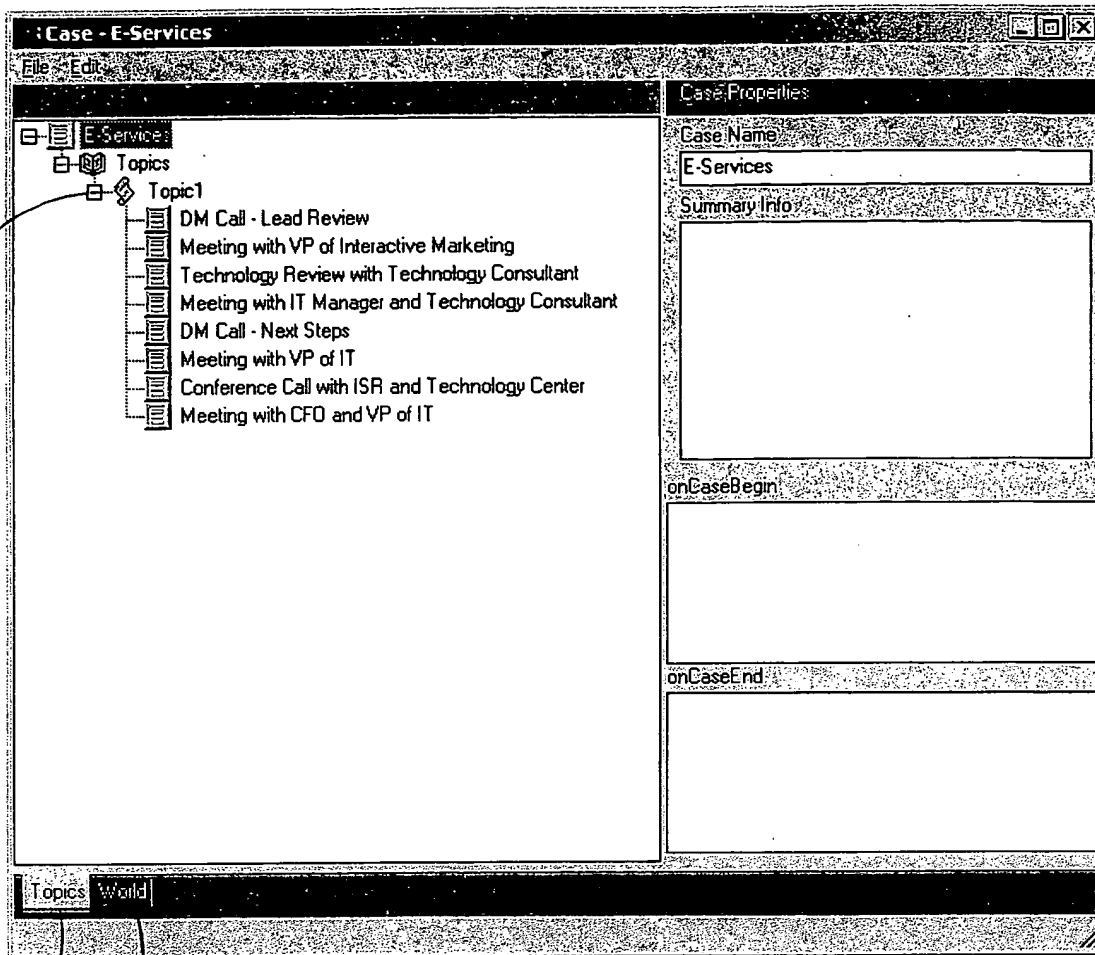 Case - E-Services
File Edit
Case Properties
E-Services
Topics
Topic1
DM Call - Lead Review
Meeting with VP of Interactive Marketing
Technology Review with Technology Consultant
Meeting with IT Manager and Technology Consultant
DM Call - Next Steps
Meeting with VP of IT
Conference Call with ISR and Technology Center
Meeting with CFO and VP of IT
Case Name
E-Services
Summary Info
onCaseBegin
onCaseEnd
Topics World